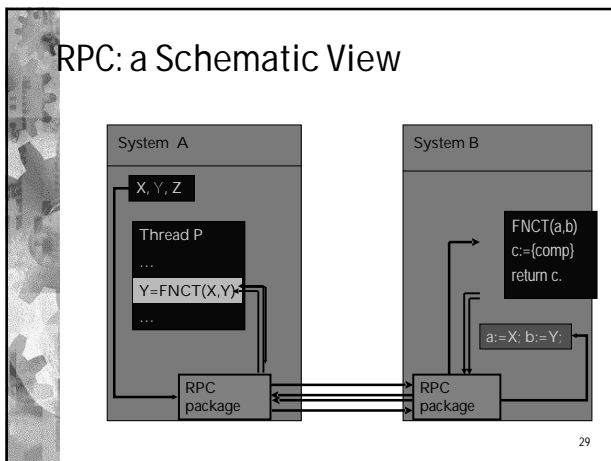 RPC: a Schematic View
System A
X, Y, Z
Thread P
...
Y=FNCT(X,Y)
...
RPC
package
System B
FNCT(a,b)
c:={comp}
return c.
a:=X; b:=Y;
RPC
package
29